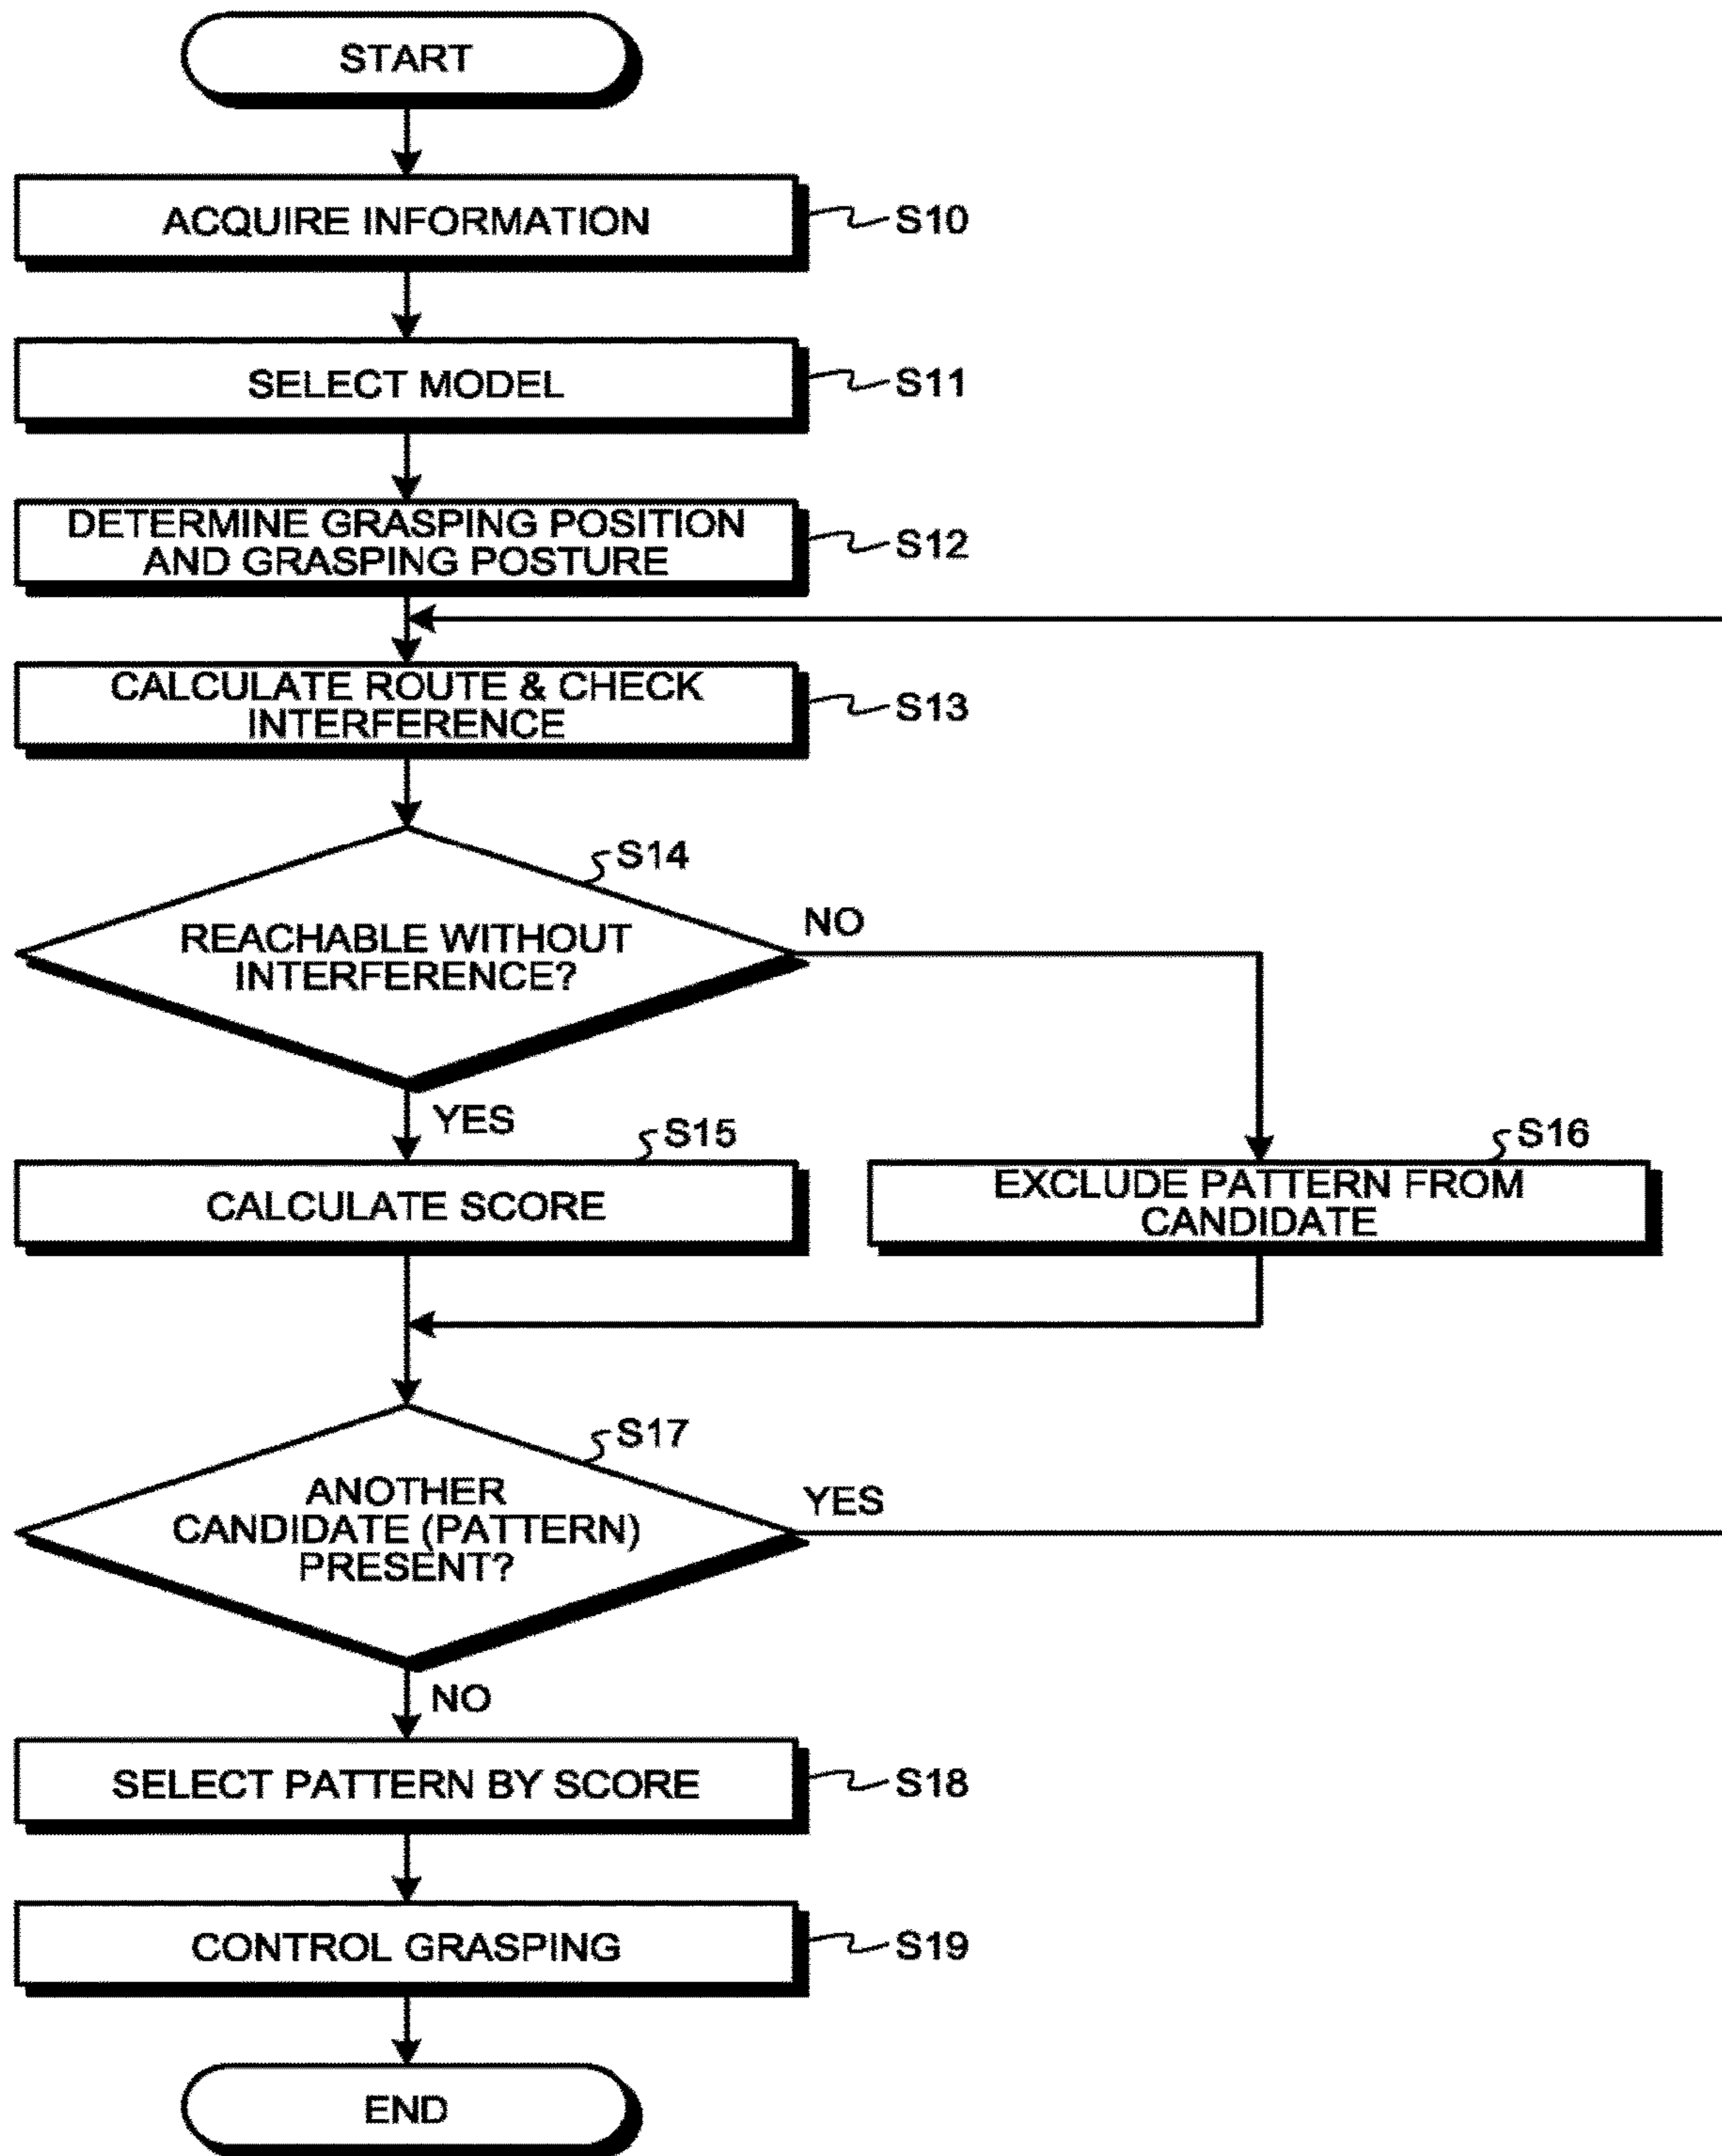 START
ACQUIRE INFORMATION
S10
SELECT MODEL
S11
DETERMINE GRASPING POSITION
AND GRASPING POSTURE
S12
CALCULATE ROUTE & CHECK
INTERFERENCE
S13
S14
REACHABLE WITHOUT
INTERFERENCE?
NO
YES
S15
CALCULATE SCORE
S16
EXCLUDE PATTERN FROM
CANDIDATE
S17
ANOTHER
CANDIDATE (PATTERN)
PRESENT?
YES
NO
SELECT PATTERN BY SCORE
S18
CONTROL GRASPING
S19
END